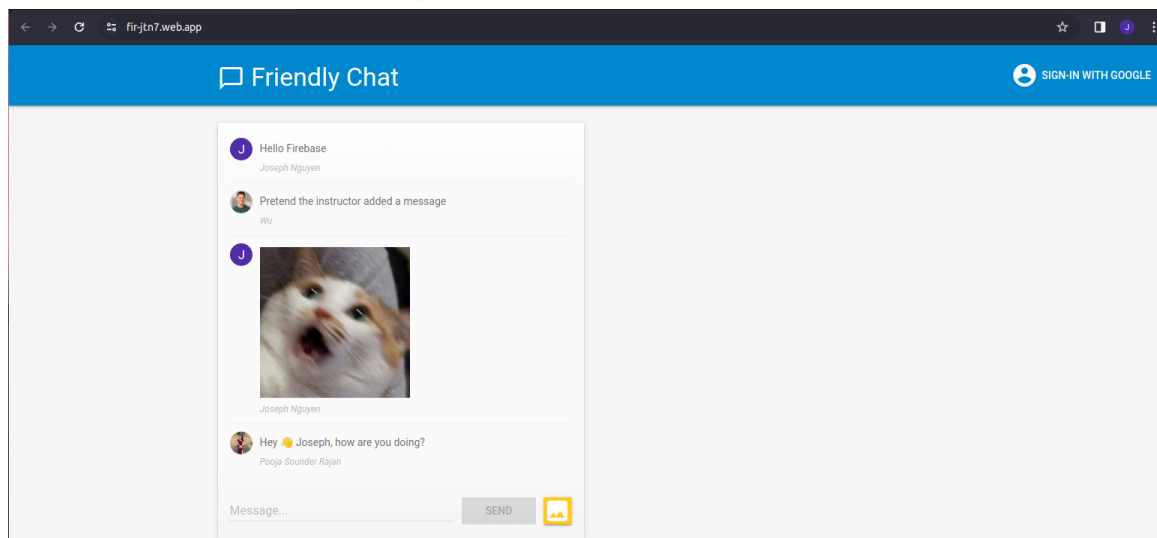 fir-jtn7.web.app
J
Friendly Chat
SIGN-IN WITH GOOGLE
J
Hello Firebase
Joseph Nguyen
Pretend the instructor added a message
Wu
J
Joseph Nguyen
Hey 👋 Joseph, how are you doing?
Pooja Sounder Rajan
Message...
SEND